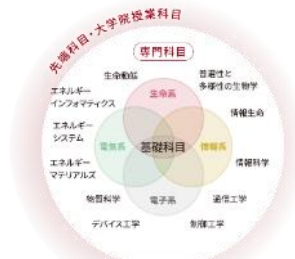 先端科目・大学院授業科目
専門科目
生命動態
普遍性と
多様性の生物学
エネルギー
インフォマティクス
生命系
情報生命
エネルギー
システム
電気系
基礎科目
情報系
情報科学
エネルギー
マテリアルズ
物質科学
電子系
通信工学
デバイス工学
制御工学